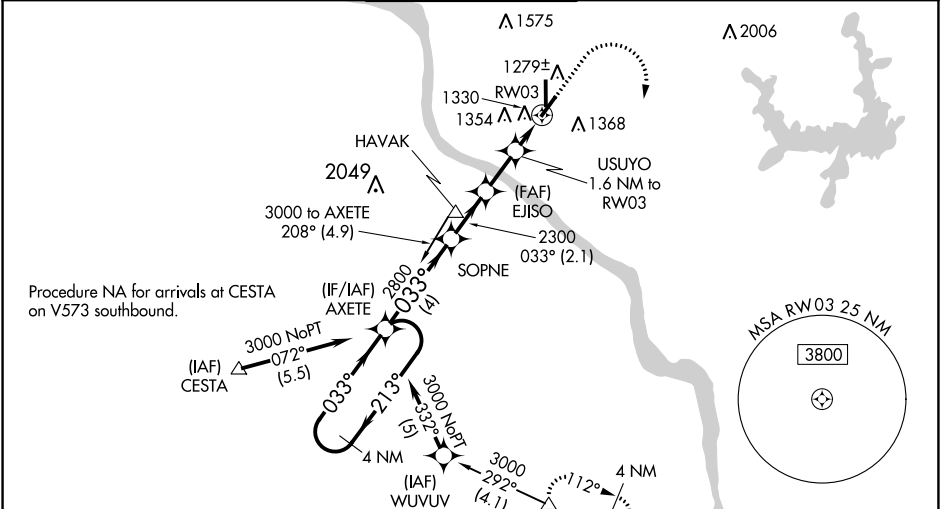 1575
2006
1279±
RW03
1330
1354
1368
HAVAK
2049
USUYO
1.6 NM to
RW03
(FAF)
EJISO
3000 to AXETE
208° (4.9)
2300
033° (2.1)
SOPNE
2800
033°
(4)
Procedure NA for arrivals at CESTA
on V573 southbound.
(IF/IAF)
AXETE
MSA RW03 25 NM
3800
3000 NoPT
072°
(5.5)
(IAF)
CESTA
033°
213°
3000 NoPT
332°
(5)
4 NM
(IAF)
WUVUV
3000
292°
(4.1)
112°
4 NM